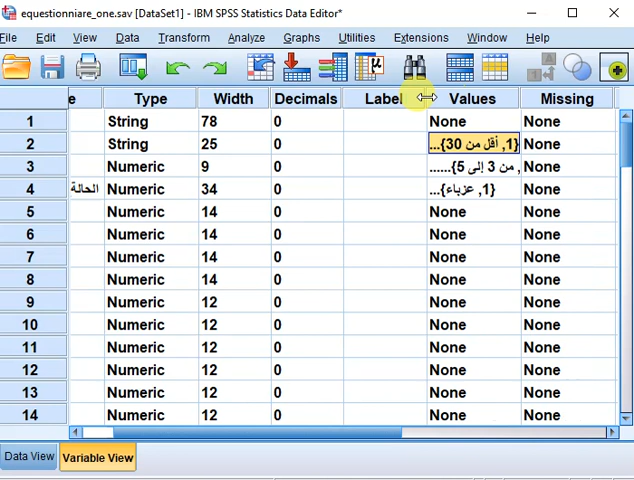 equestionniare_one.sav [DataSet1] - IBM SPSS Statistics Data Editor*
File Edit View Data Transform Analyze Graphs Utilities Extensions Window Help
e Type Width Decimals Label Values Missing
1 String 78 0 None None
2 String 25 0 {1, أقل من 30}... None
3 Numeric 9 0 , من 3 إلى 5}...... None
4 الحالة Numeric 34 0 {1, عزباء}... None
5 Numeric 14 0 None None
6 Numeric 14 0 None None
7 Numeric 14 0 None None
8 Numeric 14 0 None None
9 Numeric 12 0 None None
10 Numeric 12 0 None None
11 Numeric 12 0 None None
12 Numeric 12 0 None None
13 Numeric 12 0 None None
14 Numeric 12 0 None None
Data View Variable View